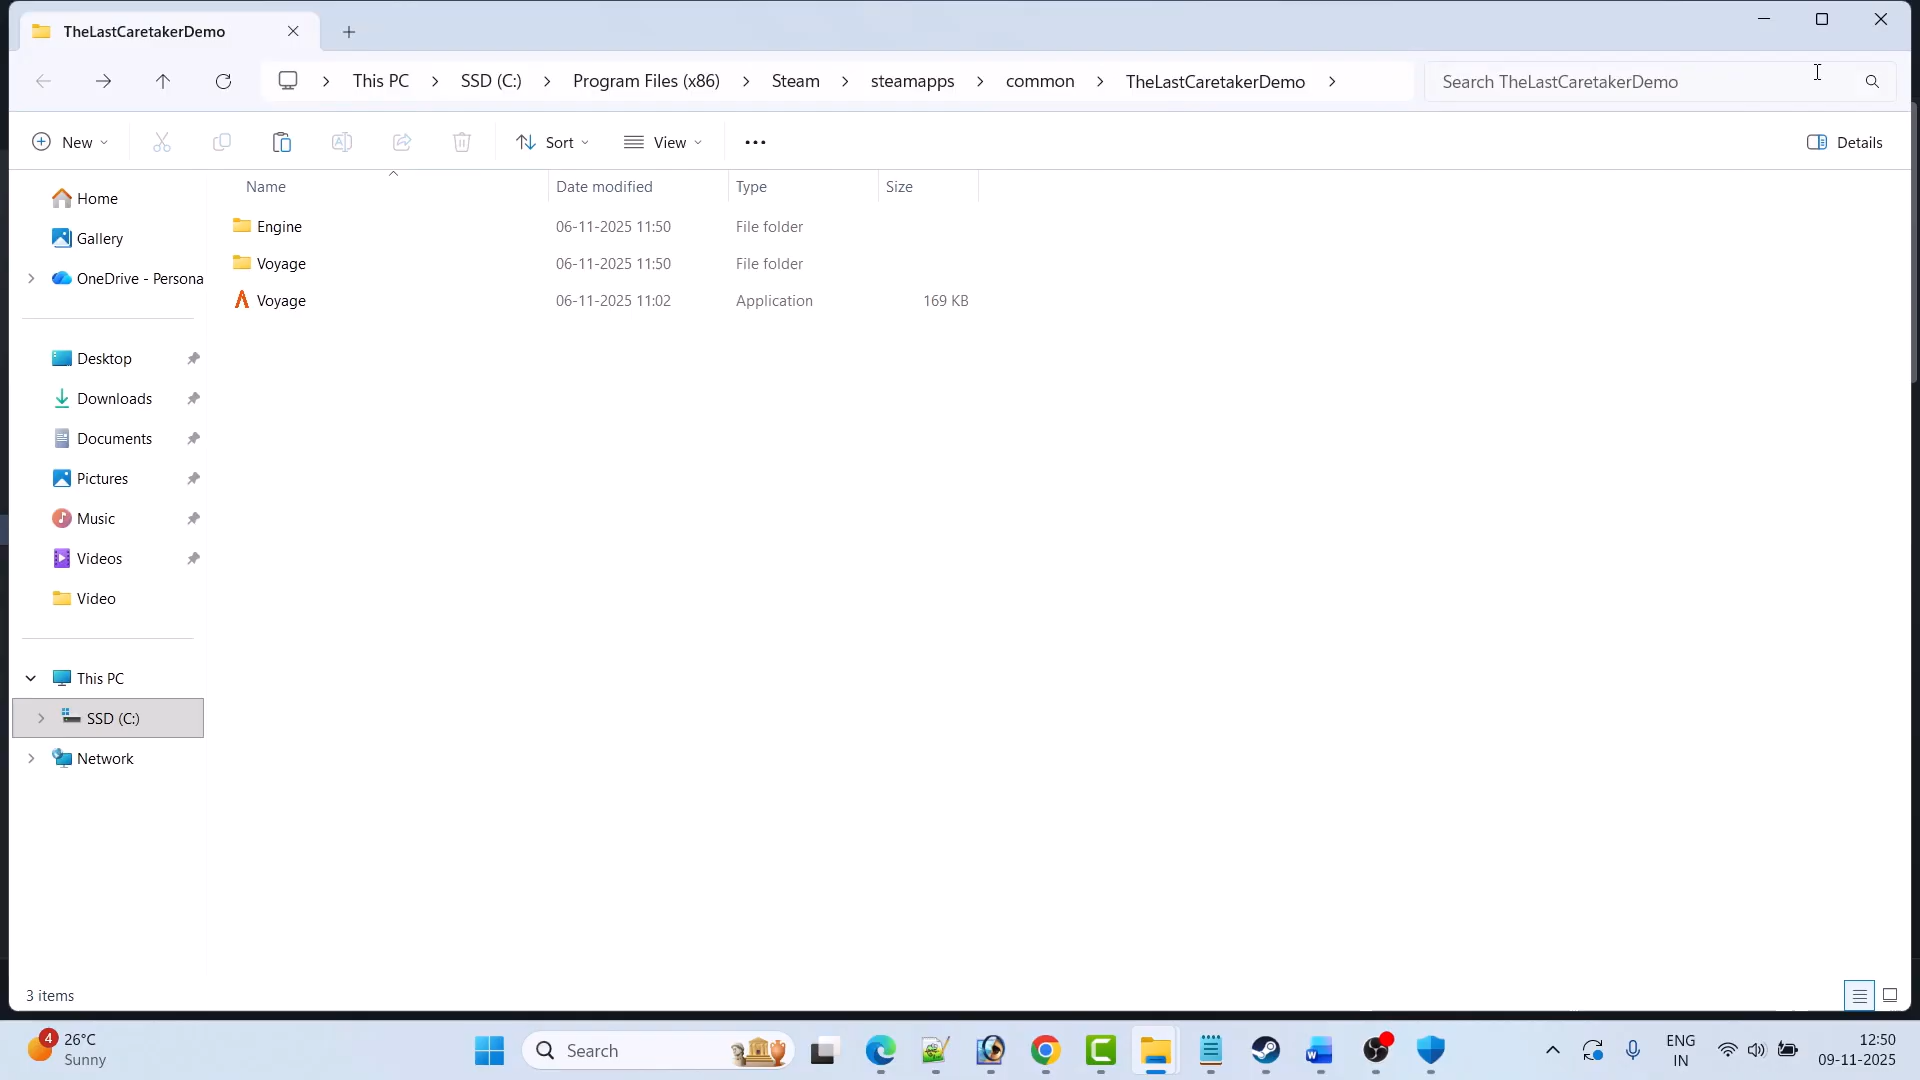 TheLastCaretakerDemo
This PC > SSD (C:) > Program Files (x86) > Steam > steamapps > common > TheLastCaretakerDemo >
Search TheLastCaretakerDemo
New
Sort
View
Details
Name
Date modified
Type
Size
Engine 06-11-2025 11:50 File folder
Voyage 06-11-2025 11:50 File folder
Voyage 06-11-2025 11:02 Application 169 KB
Home
Gallery
OneDrive - Persona
Desktop
Downloads
Documents
Pictures
Music
Videos
Video
This PC
SSD (C:)
Network
3 items
4
26°C
Sunny
Search
ENG
IN
12:50
09-11-2025